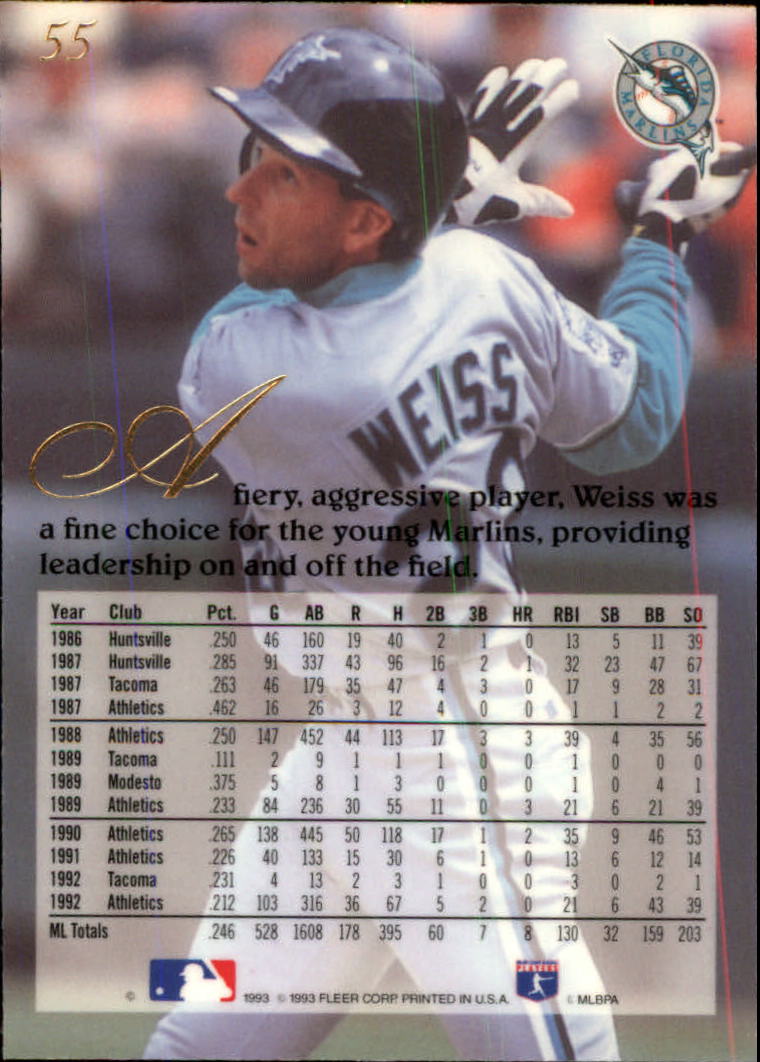 55
FLORIDA
MARLINS
WEISS
A fiery, aggressive player, Weiss was
a fine choice for the young Marlins, providing
leadership on and off the field.
Year Club Pct. G AB R H 2B 3B HR RBI SB BB SO
1986 Huntsville .250 46 160 19 40 2 1 0 13 5 11 39
1987 Huntsville .285 91 337 43 96 16 2 1 32 23 47 67
1987 Tacoma .263 46 179 35 47 4 3 0 17 9 28 31
1987 Athletics .462 16 26 3 12 4 0 0 1 1 2 2
1988 Athletics .250 147 452 44 113 17 3 3 39 4 35 56
1989 Tacoma .111 2 9 1 1 1 0 0 1 0 0 0
1989 Modesto .375 5 8 1 3 0 0 0 1 0 4 1
1989 Athletics .233 84 236 30 55 11 0 3 21 6 21 39
1990 Athletics .265 138 445 50 118 17 1 2 35 9 46 53
1991 Athletics .226 40 133 15 30 6 1 0 13 6 12 14
1992 Tacoma .231 4 13 2 3 1 0 0 3 0 2 1
1992 Athletics .212 103 316 36 67 5 2 0 21 6 43 39
ML Totals .246 528 1608 178 395 60 7 8 130 32 159 203
PLAYERS
© 1993 © 1993 FLEER CORP. PRINTED IN U.S.A. © MLBPA